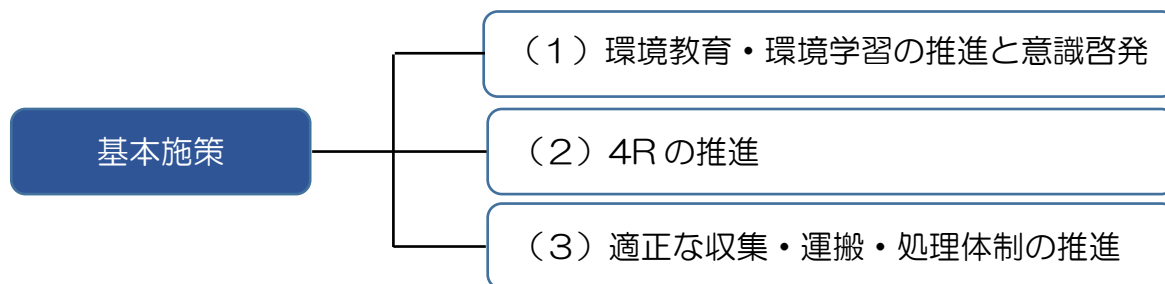 基本施策
（１）環境教育・環境学習の推進と意識啓発
（２）4Rの推進
（３）適正な収集・運搬・処理体制の推進